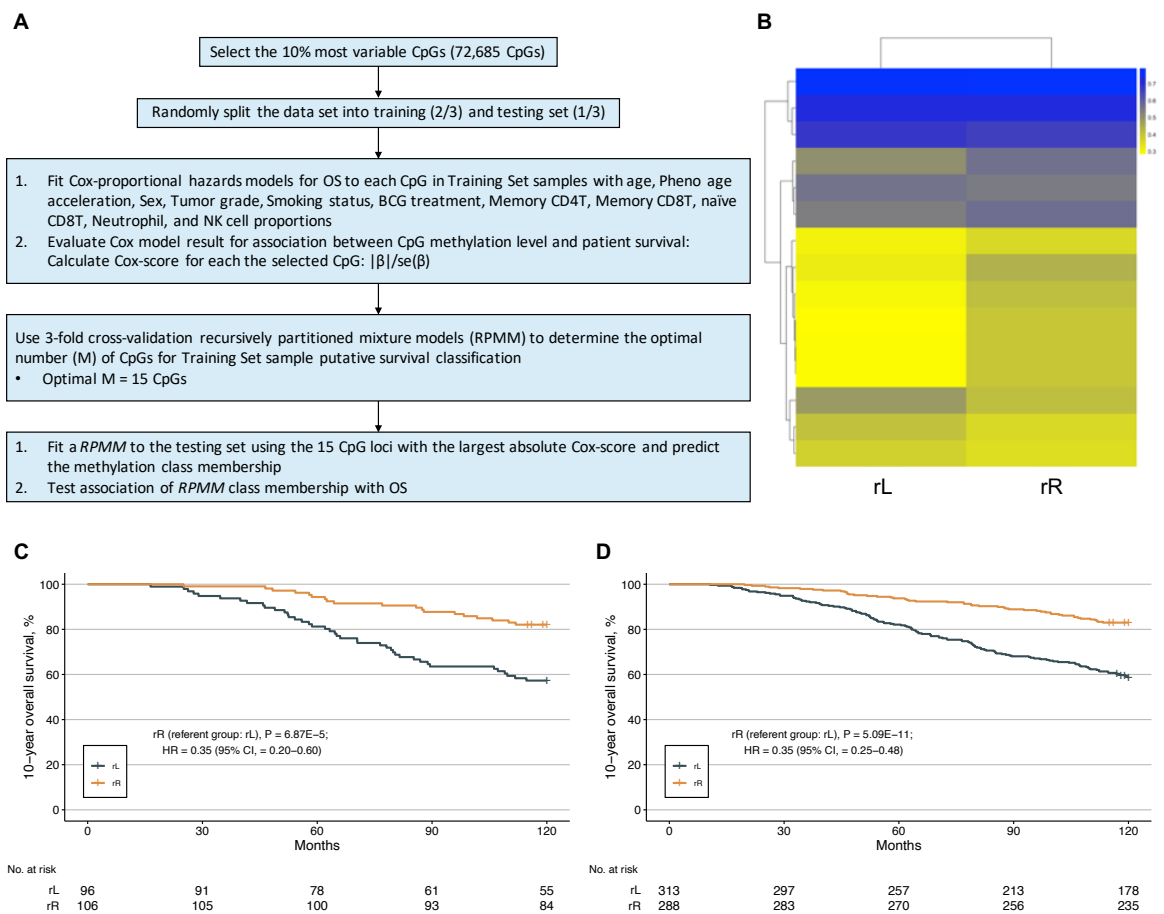 A
Select the 10% most variable CpGs (72,685 CpGs)
Randomly split the data set into training (2/3) and testing set (1/3)
1. Fit Cox-proportional hazards models for OS to each CpG in Training Set samples with age, Pheno age
acceleration, Sex, Tumor grade, Smoking status, BCG treatment, Memory CD4T, Memory CD8T, naïve
CD8T, Neutrophil, and NK cell proportions
2. Evaluate Cox model result for association between CpG methylation level and patient survival:
Calculate Cox-score for each the selected CpG: |β|/se(β)
Use 3-fold cross-validation recursively partitioned mixture models (RPMM) to determine the optimal
number (M) of CpGs for Training Set sample putative survival classification
• Optimal M = 15 CpGs
1. Fit a RPMM to the testing set using the 15 CpG loci with the largest absolute Cox-score and predict
the methylation class membership
2. Test association of RPMM class membership with OS
B
0.7
0.6
0.5
0.4
0.3
rL rR
C
10−year overall survival, %
100
80
60
40
20
0
rR (referent group: rL), P = 6.87E−5;
HR = 0.35 (95% CI, = 0.20−0.60)
rL
rR
0 30 60 90 120
Months
No. at risk
rL 96 91 78 61 55
rR 106 105 100 93 84
D
10−year overall survival, %
100
80
60
40
20
0
rR (referent group: rL), P = 5.09E−11;
HR = 0.35 (95% CI, = 0.25−0.48)
rL
rR
0 30 60 90 120
Months
No. at risk
rL 313 297 257 213 178
rR 288 283 270 256 235